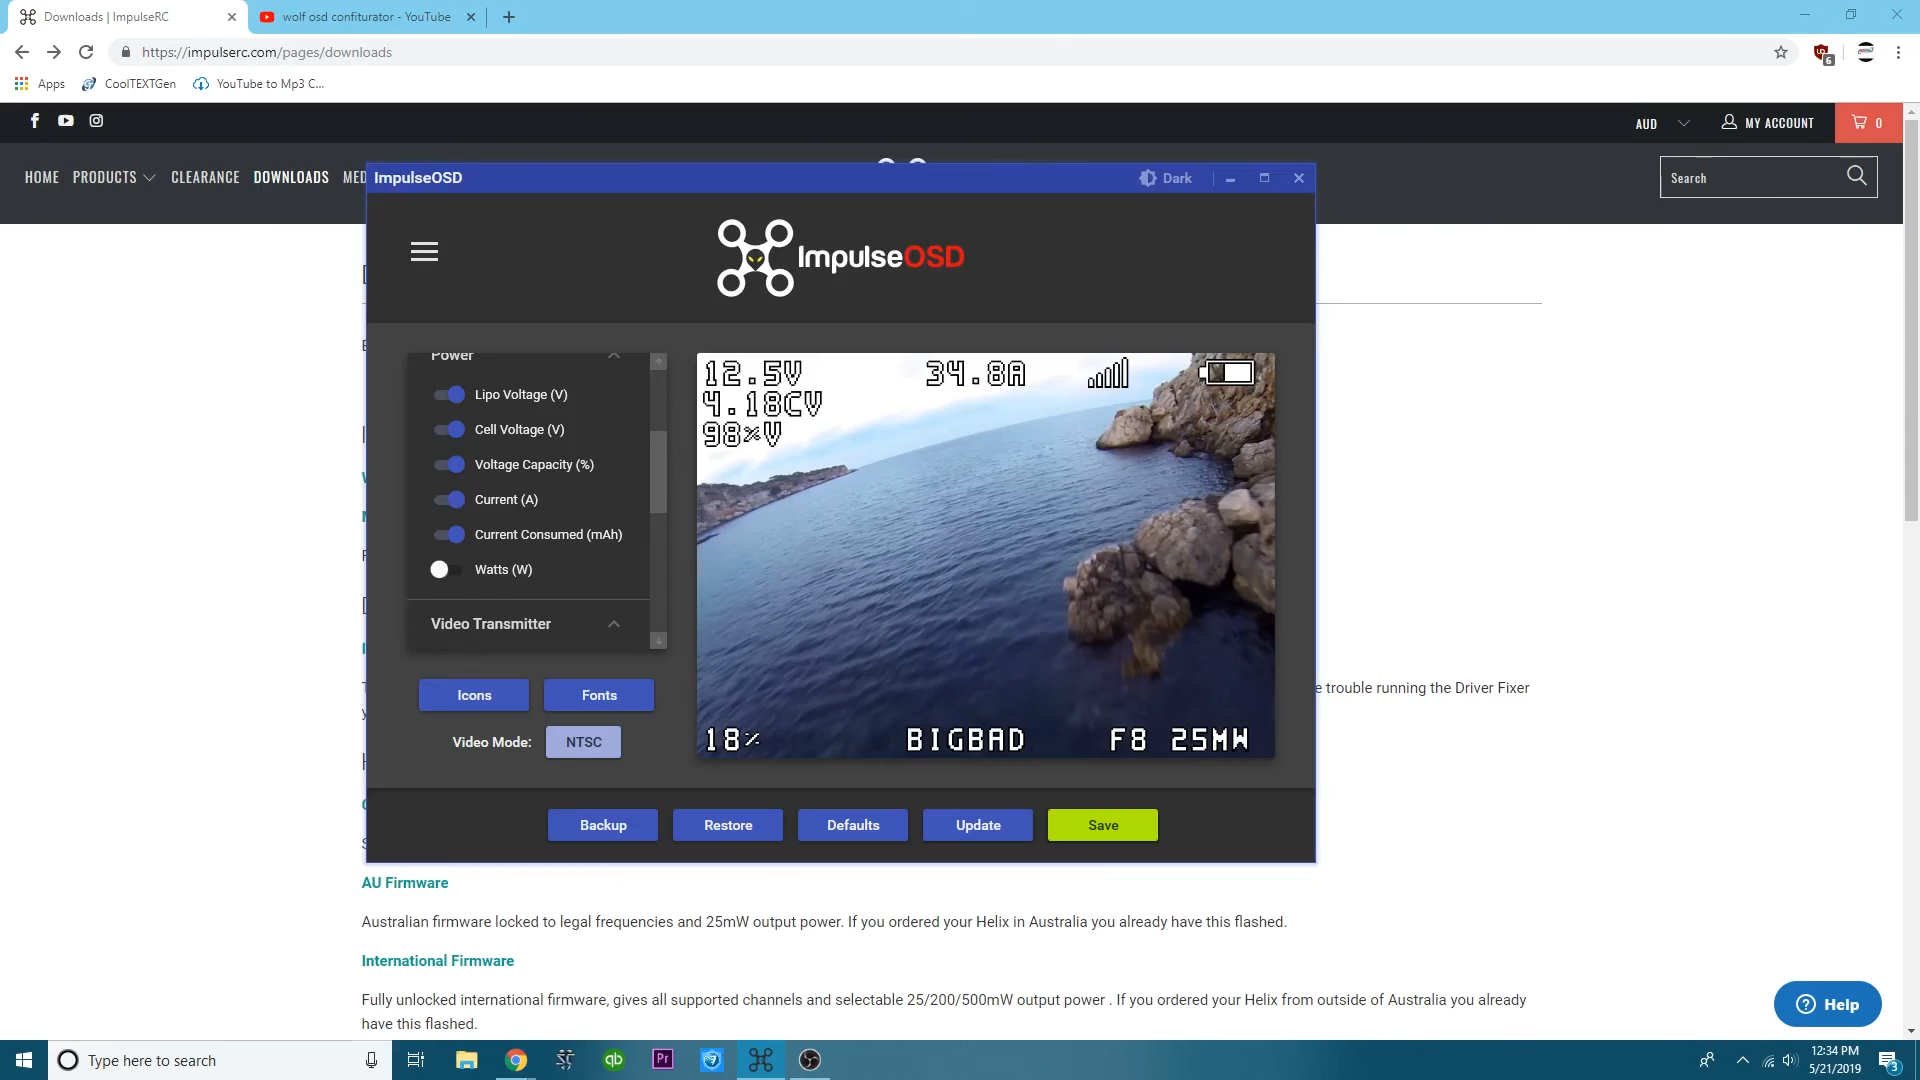 Downloads | ImpulseRC
wolf osd confiturator - YouTube
https://impulserc.com/pages/downloads
6
Apps
CoolTEXTGen
YouTube to Mp3 C...
AUD
MY ACCOUNT
0
HOME
PRODUCTS
CLEARANCE
DOWNLOADS
MED
Search
ImpulseOSD
Dark
ImpulseOSD
Power
Lipo Voltage (V)
Cell Voltage (V)
Voltage Capacity (%)
Current (A)
Current Consumed (mAh)
Watts (W)
Video Transmitter
Icons
Fonts
Video Mode:
NTSC
12.5V
34.8A
4.18CV
98%V
18%
BIGBAD
F8 25MW
Backup
Restore
Defaults
Update
Save
e trouble running the Driver Fixer
AU Firmware
Australian firmware locked to legal frequencies and 25mW output power. If you ordered your Helix in Australia you already have this flashed.
International Firmware
Fully unlocked international firmware, gives all supported channels and selectable 25/200/500mW output power . If you ordered your Helix from outside of Australia you already
have this flashed.
Help
Type here to search
qb
Pr
12:34 PM
5/21/2019
3